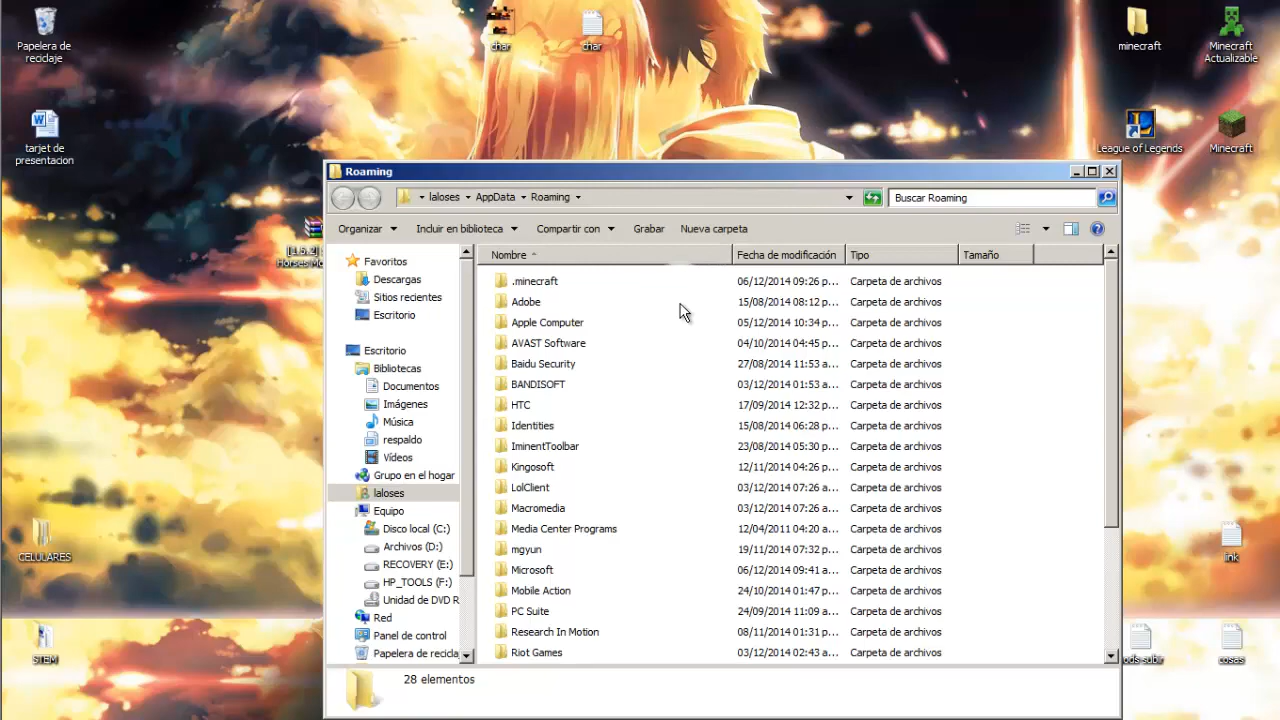 Papelera de
reciclaje
char
char
minecraft
Minecraft
Actualizable
tarjet de
presentacion
League of Legends
Minecraft
[1.6.2]
CELULARES
STEM
link
ods subir
cosas
Roaming
laloses
AppData
Roaming
Buscar Roaming
Organizar
Incluir en biblioteca
Compartir con
Grabar
Nueva carpeta
Favoritos
Descargas
Sitios recientes
Escritorio
Escritorio
Bibliotecas
Documentos
Imágenes
Música
respaldo
Vídeos
Grupo en el hogar
laloses
Equipo
Disco local (C:)
Archivos (D:)
RECOVERY (E:)
HP_TOOLS (F:)
Unidad de DVD R
Red
Panel de control
Papelera de recicla
Nombre Fecha de modificación Tipo Tamaño
.minecraft 06/12/2014 09:26 p... Carpeta de archivos
Adobe 15/08/2014 08:12 p... Carpeta de archivos
Apple Computer 05/12/2014 10:34 p... Carpeta de archivos
AVAST Software 04/10/2014 04:45 p... Carpeta de archivos
Baidu Security 27/08/2014 11:53 a... Carpeta de archivos
BANDISOFT 03/12/2014 01:53 a... Carpeta de archivos
HTC 17/09/2014 12:32 p... Carpeta de archivos
Identities 15/08/2014 06:28 p... Carpeta de archivos
IminentToolbar 23/08/2014 05:30 p... Carpeta de archivos
Kingosoft 12/11/2014 04:26 p... Carpeta de archivos
LolClient 03/12/2014 07:26 a... Carpeta de archivos
Macromedia 03/12/2014 07:26 a... Carpeta de archivos
Media Center Programs 12/04/2011 04:20 a... Carpeta de archivos
mgyun 19/11/2014 07:32 p... Carpeta de archivos
Microsoft 06/12/2014 09:41 a... Carpeta de archivos
Mobile Action 24/10/2014 01:47 p... Carpeta de archivos
PC Suite 24/09/2014 11:09 a... Carpeta de archivos
Research In Motion 08/11/2014 01:31 p... Carpeta de archivos
Riot Games 03/12/2014 02:43 a... Carpeta de archivos
28 elementos